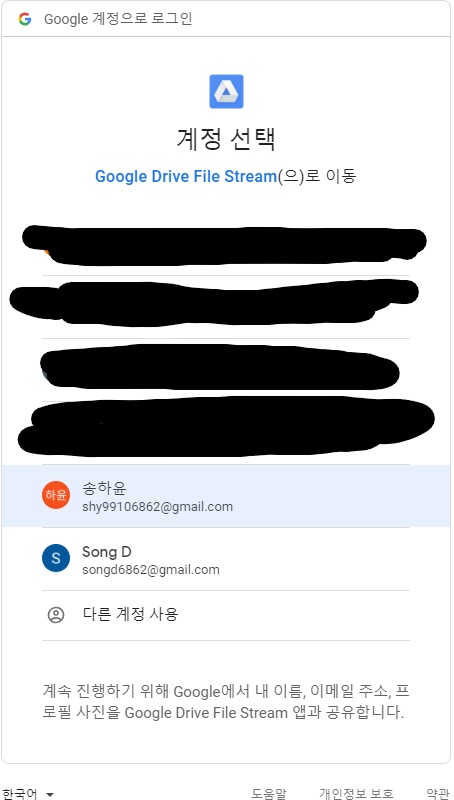 Google 계정으로 로그인
계정 선택
Google Drive File Stream(으)로 이동
하윤
송하윤
shy99106862@gmail.com
S
Song D
songd6862@gmail.com
다른 계정 사용
계속 진행하기 위해 Google에서 내 이름, 이메일 주소, 프
로필 사진을 Google Drive File Stream 앱과 공유합니다.
한국어
도움말
개인정보 보호
약관